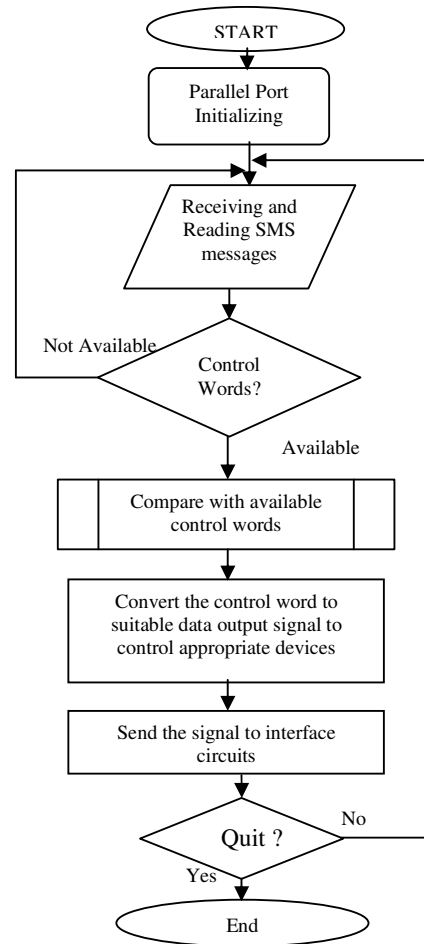 START
Parallel Port
Initializing
Receiving and
Reading SMS
messages
Not Available
Control
Words?
Available
Compare with available
control words
Convert the control word to
suitable data output signal to
control appropriate devices
Send the signal to interface
circuits
Quit ?
No
Yes
End